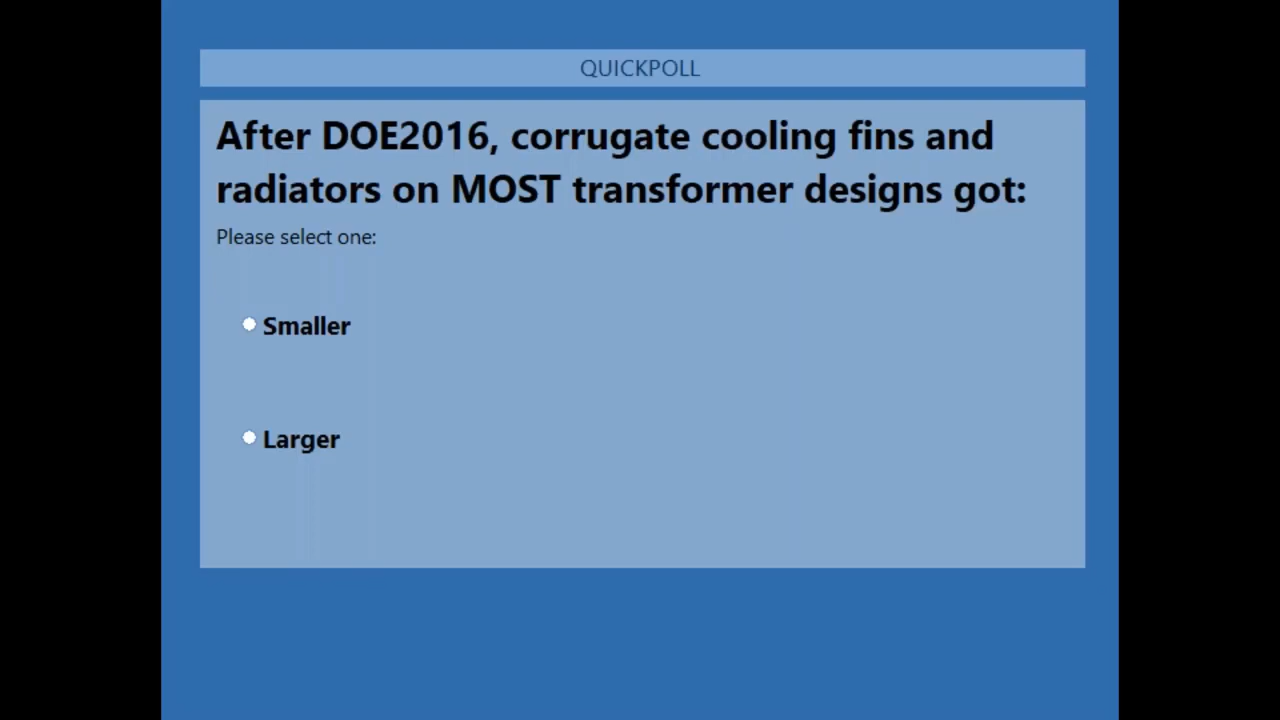 QUICKPOLL
After DOE2016, corrugate cooling fins and
radiators on MOST transformer designs got:
Please select one:
Smaller
Larger